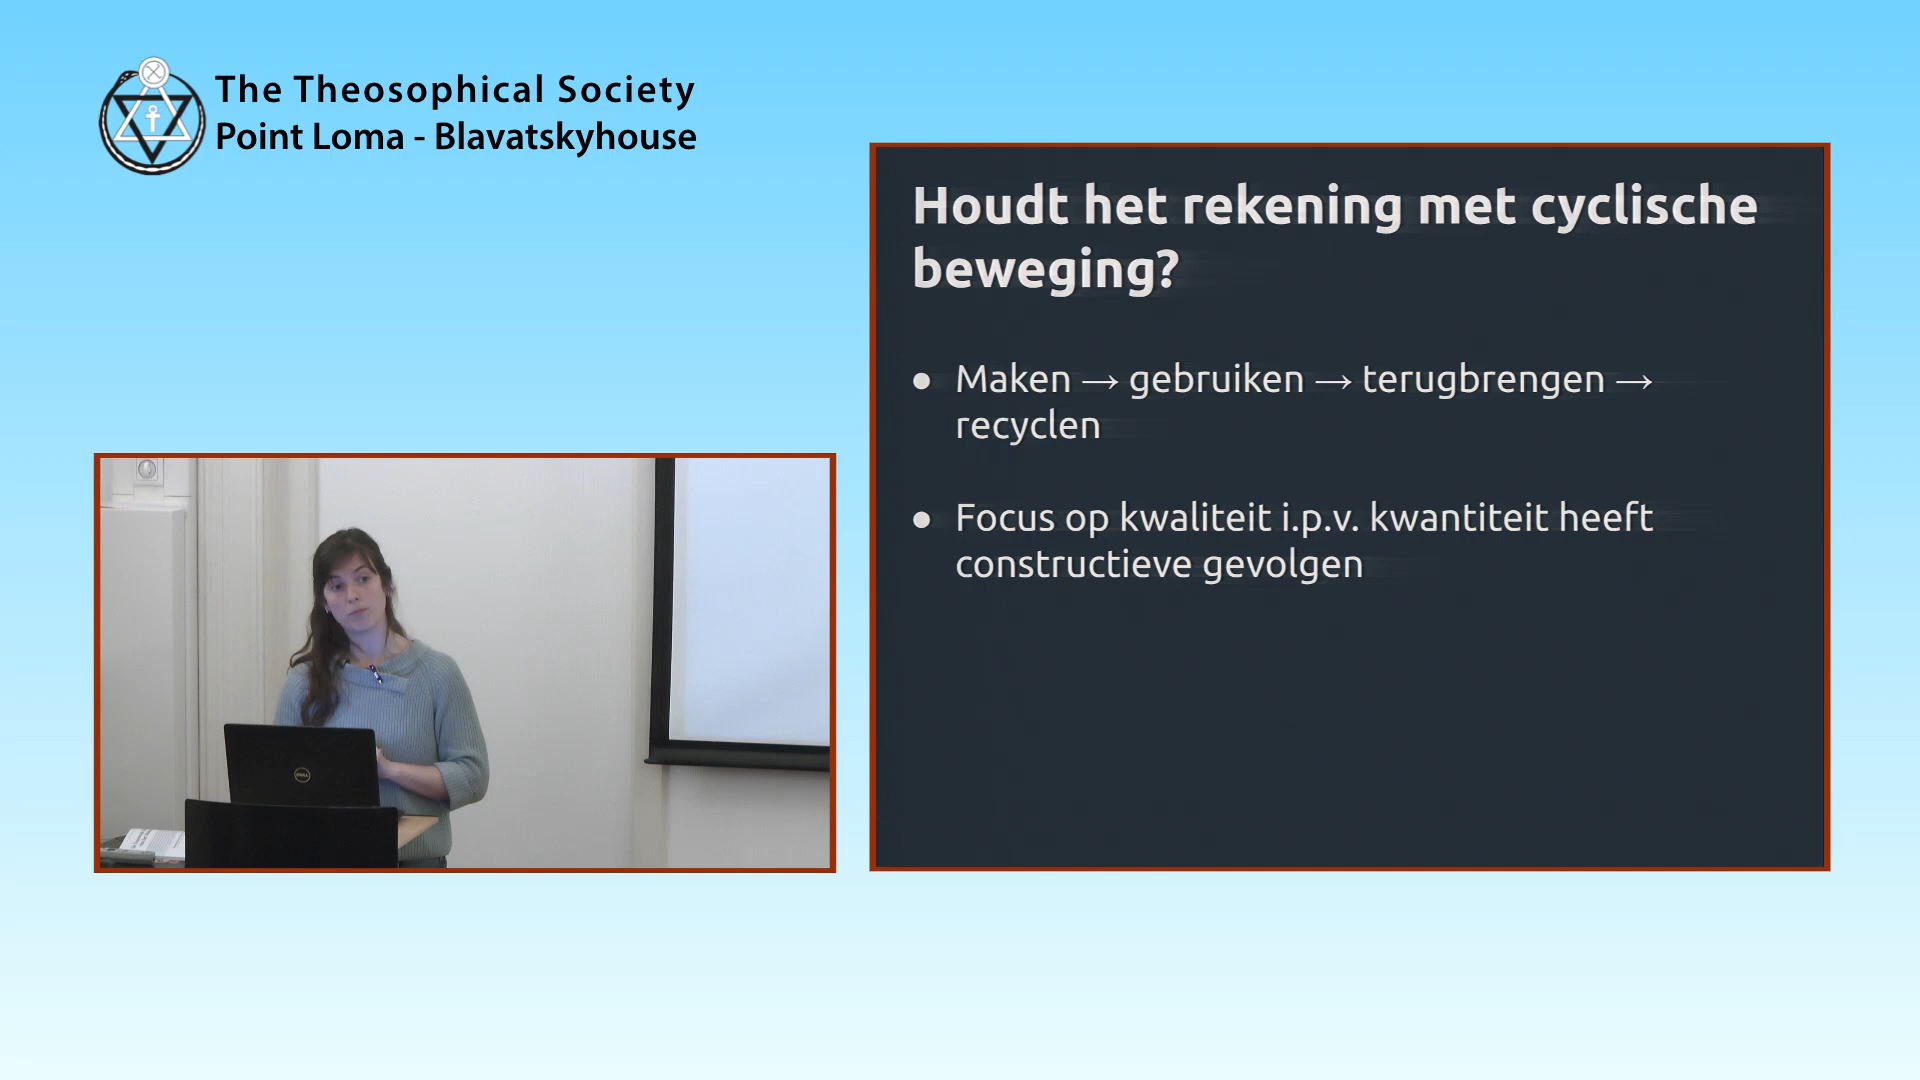 The Theosophical Society
Point Loma - Blavatskyhouse
Houdt het rekening met cyclische
beweging?
● Maken → gebruiken → terugbrengen →
recyclen
● Focus op kwaliteit i.p.v. kwantiteit heeft
constructieve gevolgen
DELL